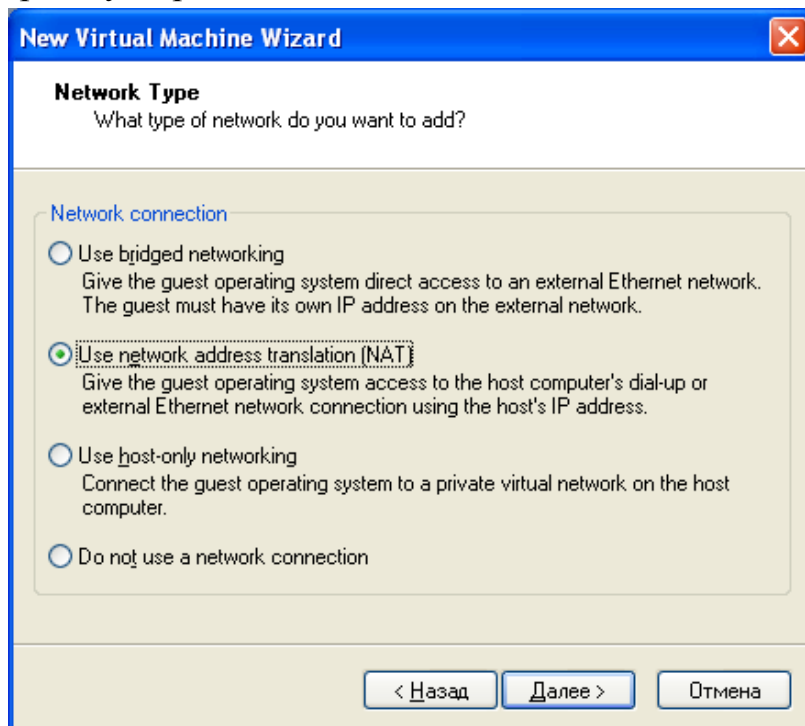 New Virtual Machine Wizard
Network Type
What type of network do you want to add?
Network connection
Use bridged networking
Give the guest operating system direct access to an external Ethernet network.
The guest must have its own IP address on the external network.
Use network address translation (NAT)
Give the guest operating system access to the host computer's dial-up or
external Ethernet network connection using the host's IP address.
Use host-only networking
Connect the guest operating system to a private virtual network on the host
computer.
Do not use a network connection
< Назад Далее > Отмена